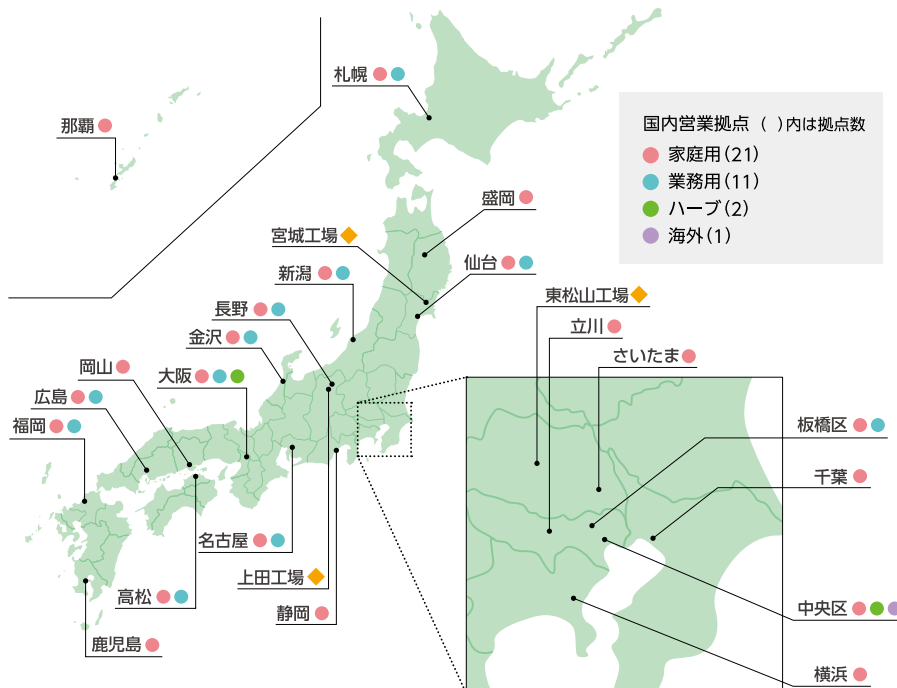 札幌
那覇
国内営業拠点 ( )内は拠点数
家庭用(21)
業務用(11)
ハーブ(2)
海外(1)
盛岡
宮城工場
仙台
新潟
東松山工場
長野
立川
金沢
さいたま
岡山
大阪
広島
福岡
板橋区
千葉
名古屋
上田工場
高松
静岡
中央区
鹿児島
横浜